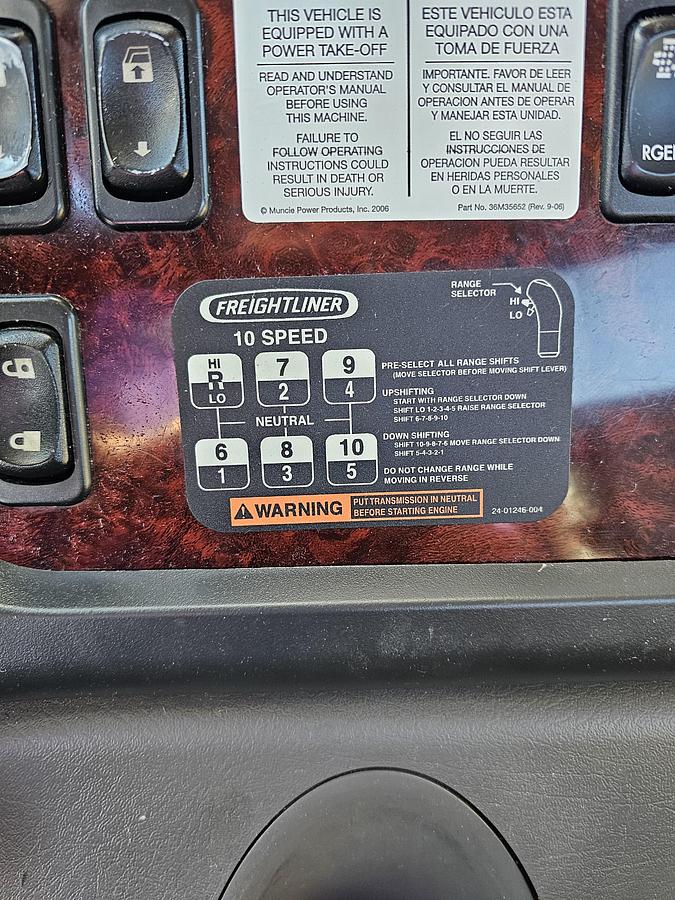 THIS VEHICLE IS
EQUIPPED WITH A
POWER TAKE-OFF
READ AND UNDERSTAND
OPERATOR'S MANUAL
BEFORE USING
THIS MACHINE.
FAILURE TO
FOLLOW OPERATING
INSTRUCTIONS COULD
RESULT IN DEATH OR
SERIOUS INJURY.
© Muncie Power Products, Inc. 2006
ESTE VEHICULO ESTA
EQUIPADO CON UNA
TOMA DE FUERZA
IMPORTANTE. FAVOR DE LEER
Y CONSULTAR EL MANUAL DE
OPERACION ANTES DE OPERAR
Y MANEJAR ESTA UNIDAD.
EL NO SEGUIR LAS
INSTRUCCIONES DE
OPERACION PUEDA RESULTAR
EN HERIDAS PERSONALES
O EN LA MUERTE.
Part No. 36M35652 (Rev. 9-06)
FREIGHTLINER
10 SPEED
RANGE
SELECTOR
HI
LO
HI
R
LO
7
2
9
4
NEUTRAL
6
1
8
3
10
5
PRE-SELECT ALL RANGE SHIFTS
(MOVE SELECTOR BEFORE MOVING SHIFT LEVER)
UPSHIFTING
START WITH RANGE SELECTOR DOWN
SHIFT LO 1-2-3-4-5 RAISE RANGE SELECTOR
SHIFT 6-7-8-9-10
DOWN SHIFTING
SHIFT 10-9-8-7-6 MOVE RANGE SELECTOR DOWN
SHIFT 5-4-3-2-1
DO NOT CHANGE RANGE WHILE
MOVING IN REVERSE
WARNING
PUT TRANSMISSION IN NEUTRAL
BEFORE STARTING ENGINE
24-01246-004